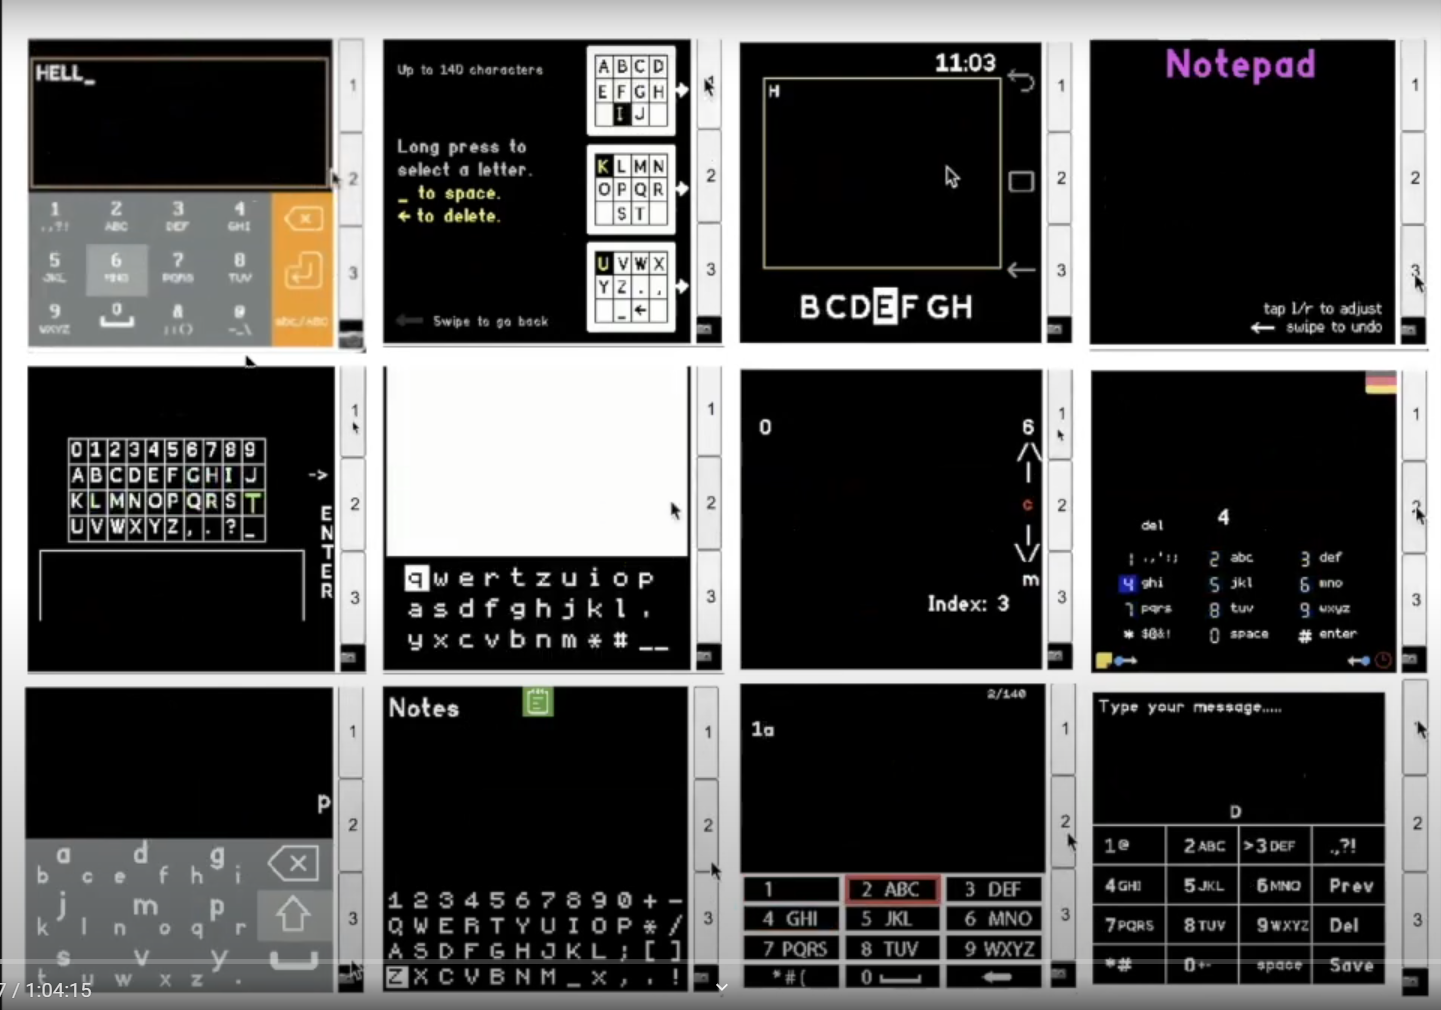 HELL_
1
2
3
1 2 3 4
.,?! ABC DEF GHI
5 6 7 8
JKL MNO PQRS TUV
9 0
WXYZ
abc/ABC
Up to 140 characters
Long press to
select a letter.
_ to space.
← to delete.
← Swipe to go back
A B C D
E F G H
I J
K L M N
O P Q R
S T
U V W X
Y Z . ,
_ ←
2
3
11:03
H
B C D E F G H
1
2
3
Notepad
tap l/r to adjust
← swipe to undo
1
2
3
0 1 2 3 4 5 6 7 8 9
A B C D E F G H I J
K L M N O P Q R S T
U V W X Y Z , . ? _
->
ENTER
1
2
3
q w e r t z u i o p
a s d f g h j k l .
y x c v b n m * # __
1
2
3
0
6
c
m
Index: 3
1
2
3
4
del
1 2 abc 3 def
4 ghi 5 jkl 6 mno
7 pqrs 8 tuv 9 wxyz
* $@&! 0 space # enter
1
2
3
p
a d g
b c e f h i
j m p
k l n o q r
s v y
t u w x z .
1
2
3
Notes
1 2 3 4 5 6 7 8 9 0 + -
Q W E R T Y U I O P * /
A S D F G H J K L ; [ ]
Z X C V B N M _ x , . !
1
2
3
2/140
1a
1 2 ABC 3 DEF
4 GHI 5 JKL 6 MNO
7 PQRS 8 TUV 9 WXYZ
*#( 0 ←
1
2
3
Type your message.....
D
1@ 2ABC >3DEF .,?!
4GHI 5JKL 6MNO Prev
7PQRS 8TUV 9WXYZ Del
*# 0+- space Save
2
3
7 / 1:04:15